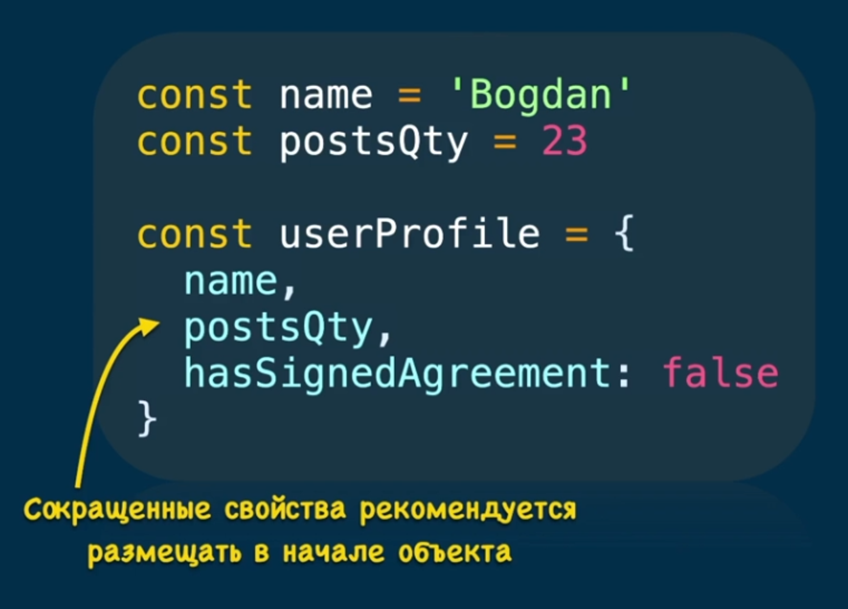 const name = 'Bogdan'
const postsQty = 23
const userProfile = {
name,
postsQty,
hasSignedAgreement: false
}
Сокращенные свойства рекомендуется
размещать в начале объекта